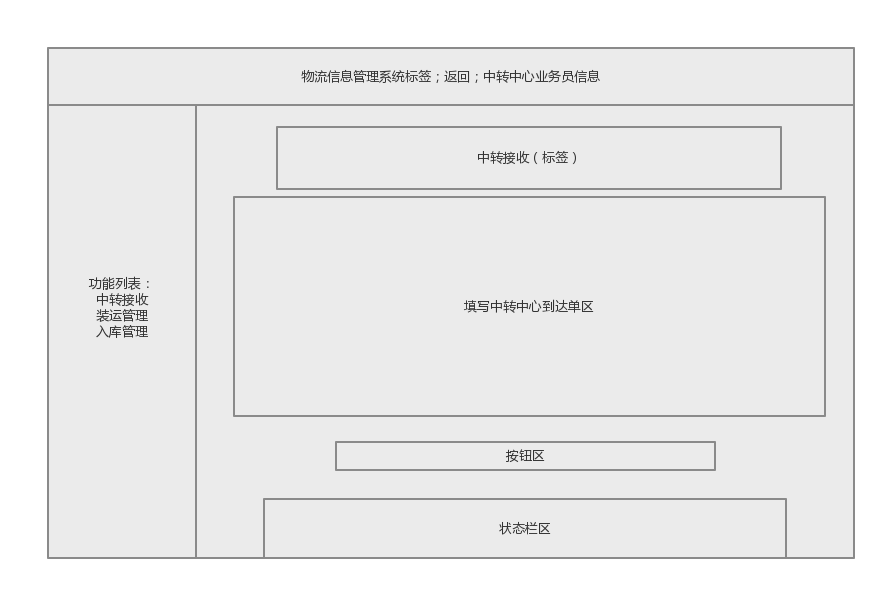 物流信息管理系统标签；返回；中转中心业务员信息
中转接收（标签）
功能列表：
中转接收
装运管理
入库管理
填写中转中心到达单区
按钮区
状态栏区